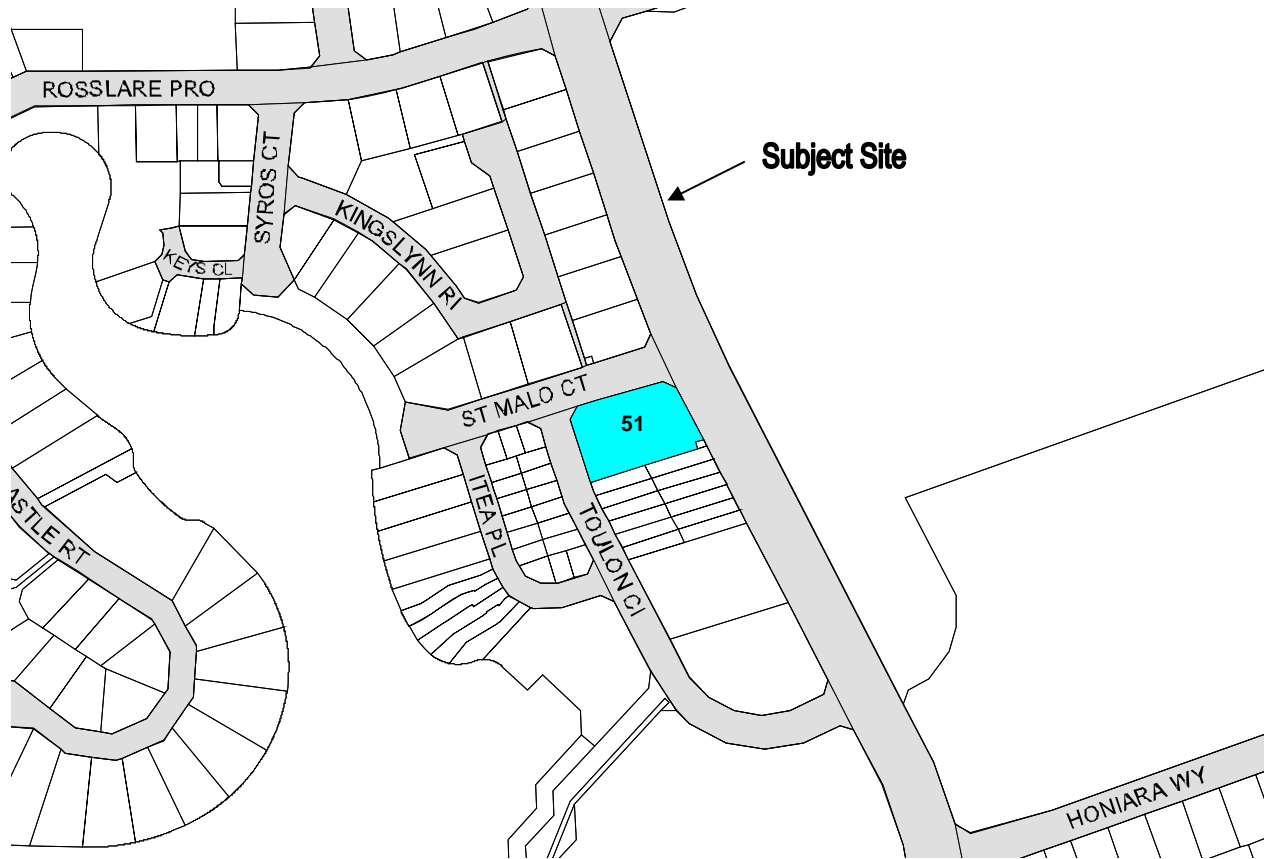 ROSSLARE PRO
Subject Site
SYROS CT
KINGSLYNN RI
KEYS CL
ST MALO CT
51
ITEA PL
TOULON CI
ASTLE RT
HONIARA WY